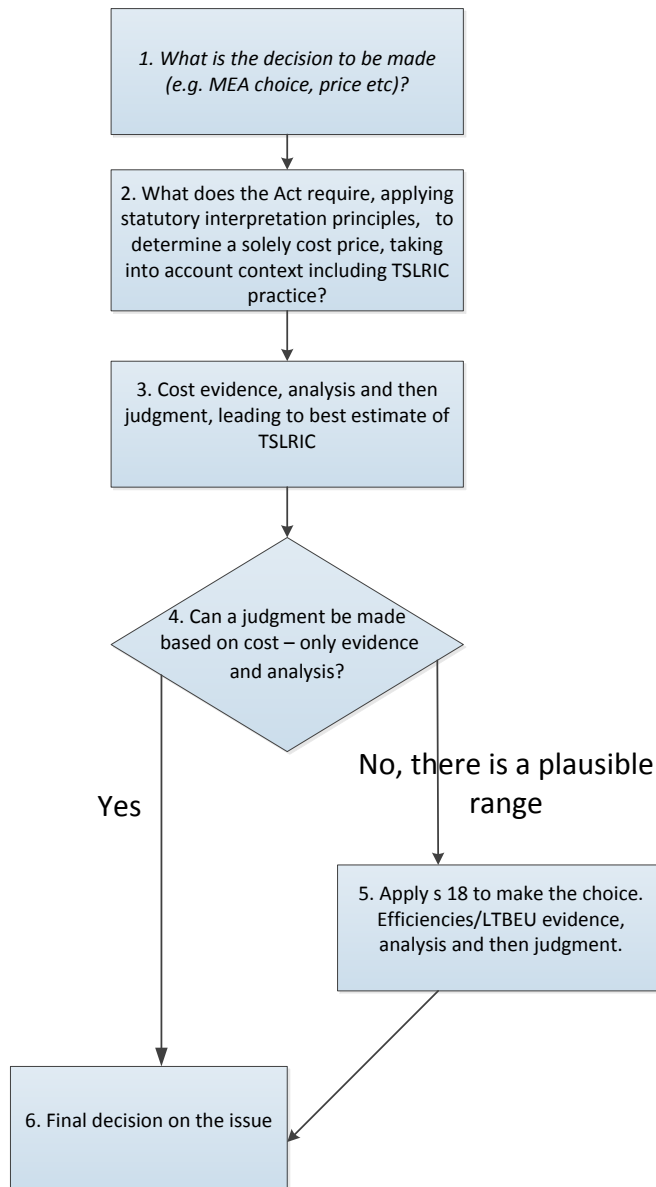 1. What is the decision to be made
(e.g. MEA choice, price etc)?
2. What does the Act require, applying
statutory interpretation principles, to
determine a solely cost price, taking
into account context including TSLRIC
practice?
3. Cost evidence, analysis and then
judgment, leading to best estimate of
TSLRIC
4. Can a judgment be made
based on cost – only evidence
and analysis?
No, there is a plausible
range
Yes
5. Apply s 18 to make the choice.
Efficiencies/LTBEU evidence,
analysis and then judgment.
6. Final decision on the issue